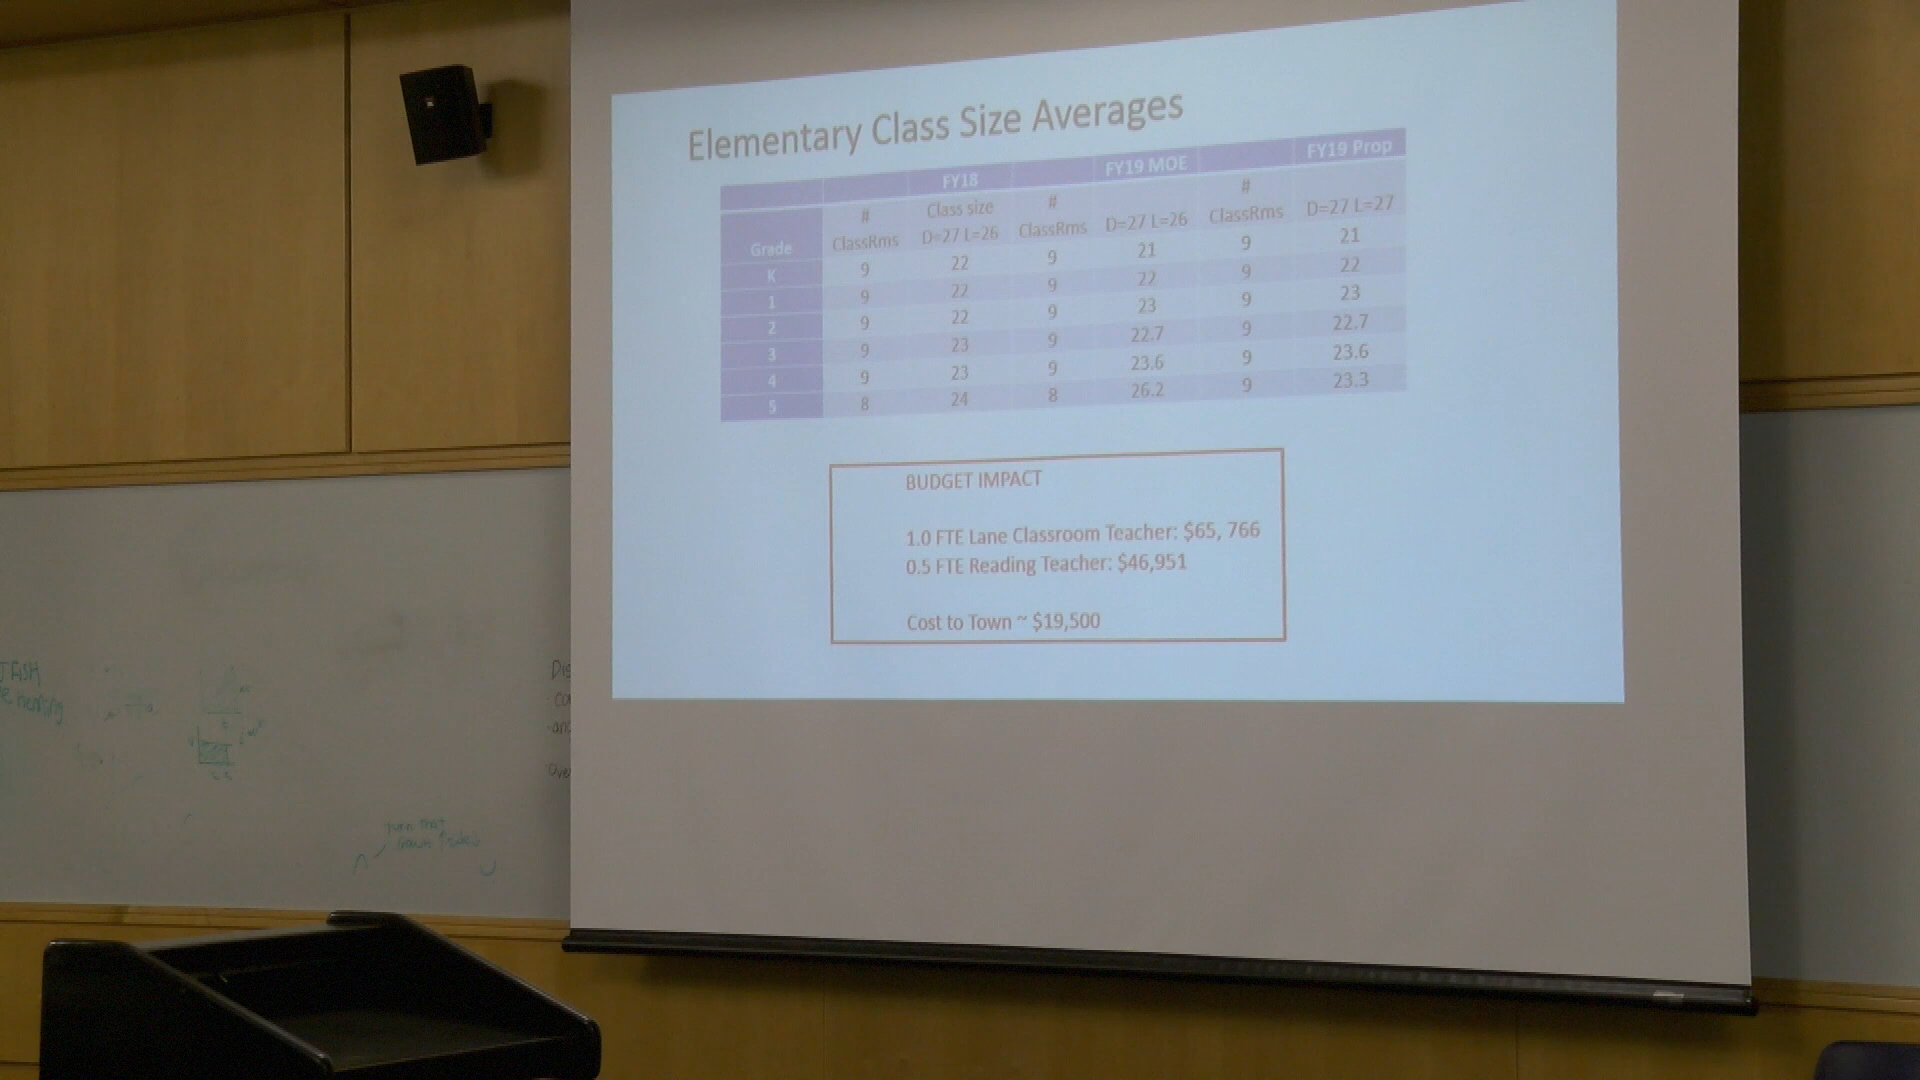 Elementary Class Size Averages
FY18 FY19 MOE FY19 Prop
Grade # ClassRms Class size D=27 L=26 # ClassRms D=27 L=26 # ClassRms D=27 L=27
K 9 22 9 21 9 21
1 9 22 9 22 9 22
2 9 22 9 23 9 23
3 9 23 9 22.7 9 22.7
4 9 23 9 23.6 9 23.6
5 8 24 8 26.2 9 23.3
BUDGET IMPACT
1.0 FTE Lane Classroom Teacher: $65, 766
0.5 FTE Reading Teacher: $46,951
Cost to Town ~ $19,500
turn that
frown